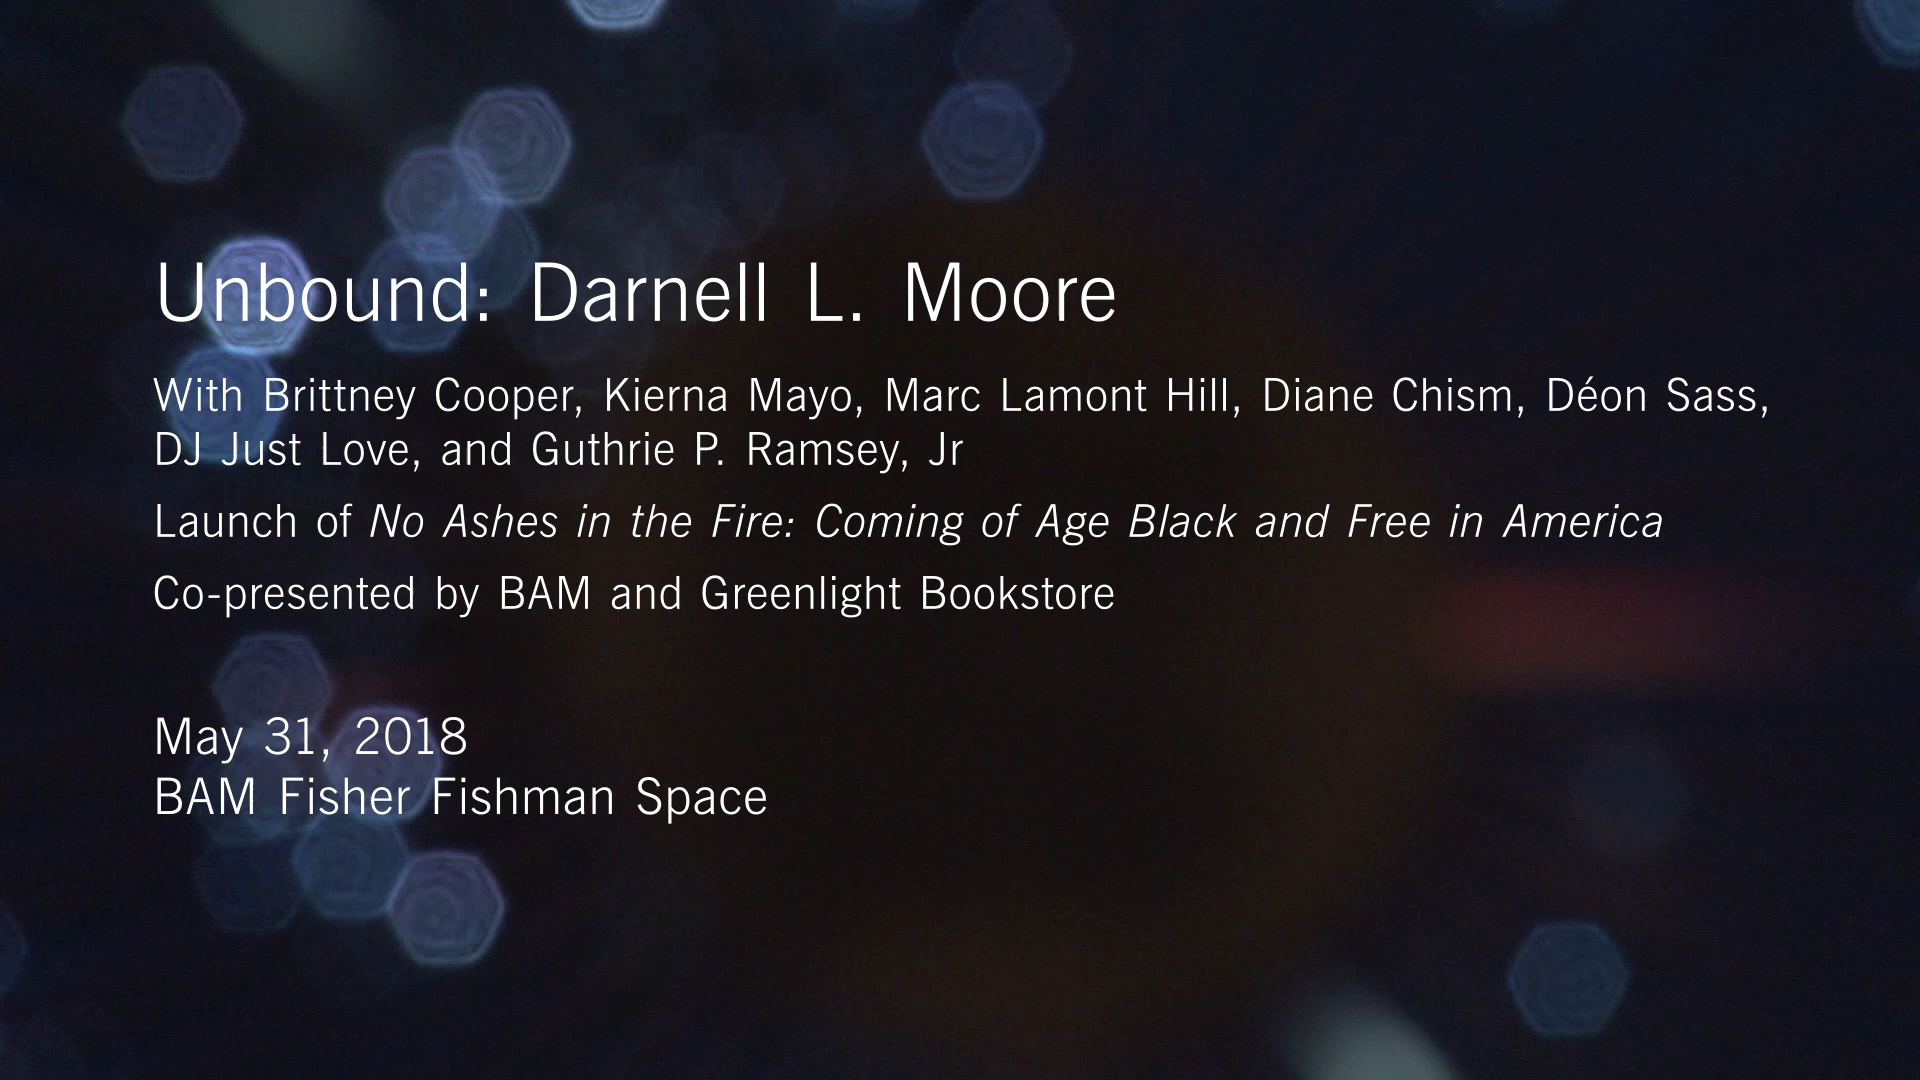 Unbound: Darnell L. Moore
With Brittney Cooper, Kierna Mayo, Marc Lamont Hill, Diane Chism, Déon Sass,
DJ Just Love, and Guthrie P. Ramsey, Jr
Launch of No Ashes in the Fire: Coming of Age Black and Free in America
Co-presented by BAM and Greenlight Bookstore
May 31, 2018
BAM Fisher Fishman Space